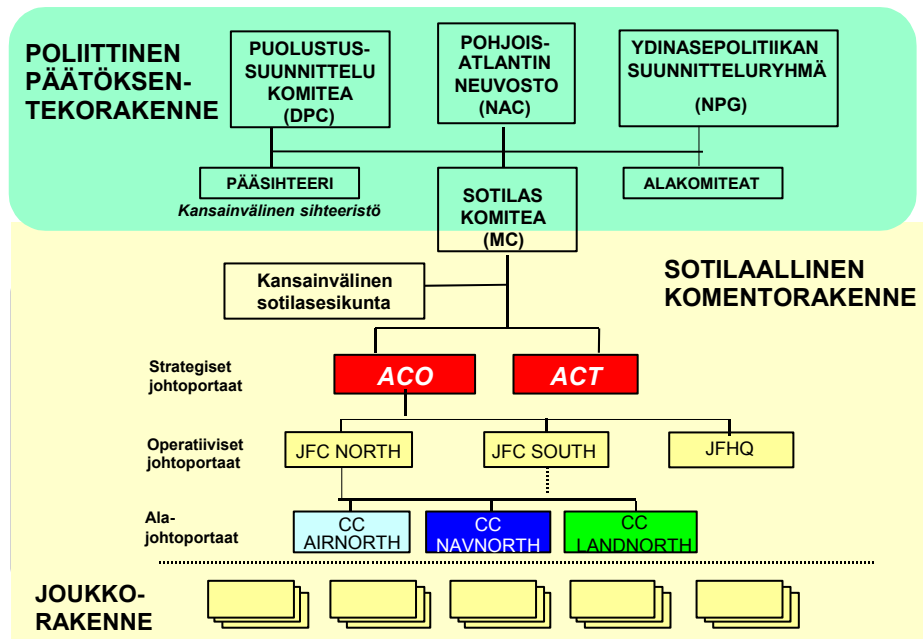 POLIITTINEN
PÄÄTÖKSEN-
TEKORAKENNE
PUOLUSTUS-
SUUNNITTELU
KOMITEA
(DPC)
POHJOIS-
ATLANTIN
NEUVOSTO
(NAC)
YDINASEPOLITIIKAN
SUUNNITTELURYHMÄ
(NPG)
PÄÄSIHTEERI
Kansainvälinen sihteeristö
SOTILAS
KOMITEA
(MC)
ALAKOMITEAT
Kansainvälinen
sotilasesikunta
SOTILAALLINEN
KOMENTORAKENNE
Strategiset
johtoportaat
ACO
ACT
Operatiiviset
johtoportaat
JFC NORTH
JFC SOUTH
JFHQ
Ala-
johtoportaat
CC
AIRNORTH
CC
NAVNORTH
CC
LANDNORTH
JOUKKO-
RAKENNE